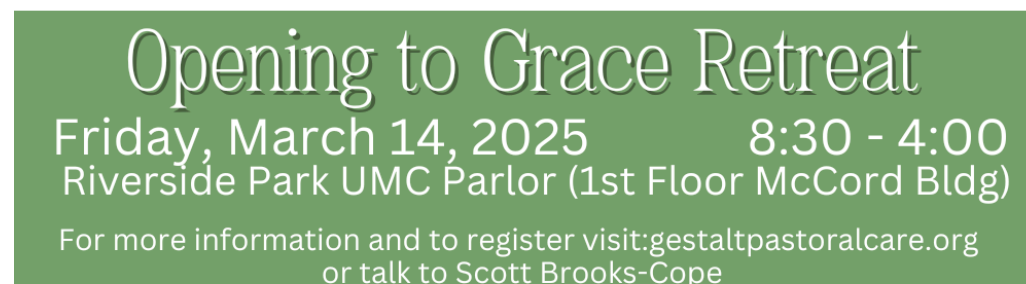 Opening to Grace Retreat
Friday, March 14, 2025 8:30 - 4:00
Riverside Park UMC Parlor (1st Floor McCord Bldg)
For more information and to register visit:gestaltpastoralcare.org
or talk to Scott Brooks-Cope